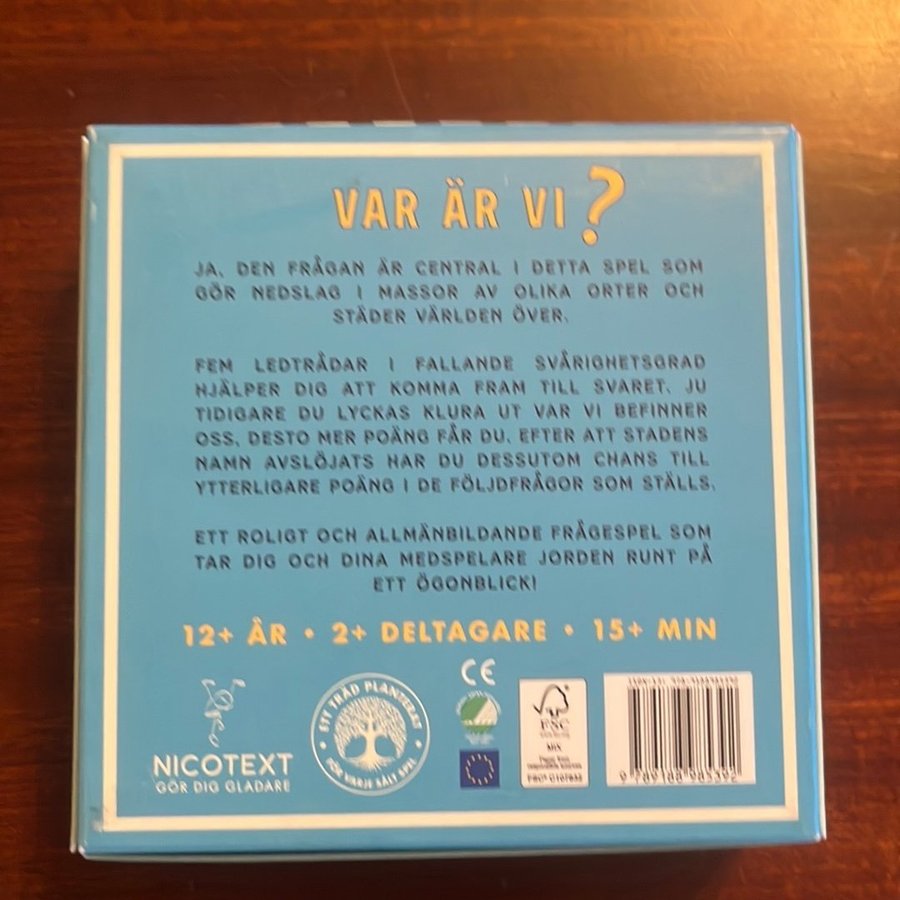 VAR ÄR VI?
JA, DEN FRÅGAN ÄR CENTRAL I DETTA SPEL SOM
GÖR NEDSLAG I MASSOR AV OLIKA ORTER OCH
STÄDER VÄRLDEN ÖVER.
FEM LEDTRÅDAR I FALLANDE SVÅRIGHETSGRAD
HJÄLPER DIG ATT KOMMA FRAM TILL SVARET. JU
TIDIGARE DU LYCKAS KLURA UT VAR VI BEFINNER
OSS, DESTO MER POÄNG FÅR DU. EFTER ATT STADENS
NAMN AVSLÖJATS HAR DU DESSUTOM CHANS TILL
YTTERLIGARE POÄNG I DE FÖLJDFRÅGOR SOM STÄLLS.
ETT ROLIGT OCH ALLMÄNBILDANDE FRÅGESPEL SOM
TAR DIG OCH DINA MEDSPELARE JORDEN RUNT PÅ
ETT ÖGONBLICK!
12+ ÅR • 2+ DELTAGARE • 15+ MIN
NICOTEXT
GÖR DIG GLADARE
ETT TRÄD PLANTERAS
FÖR VARJE SÅLT SPEL
CE
FSC
MIX